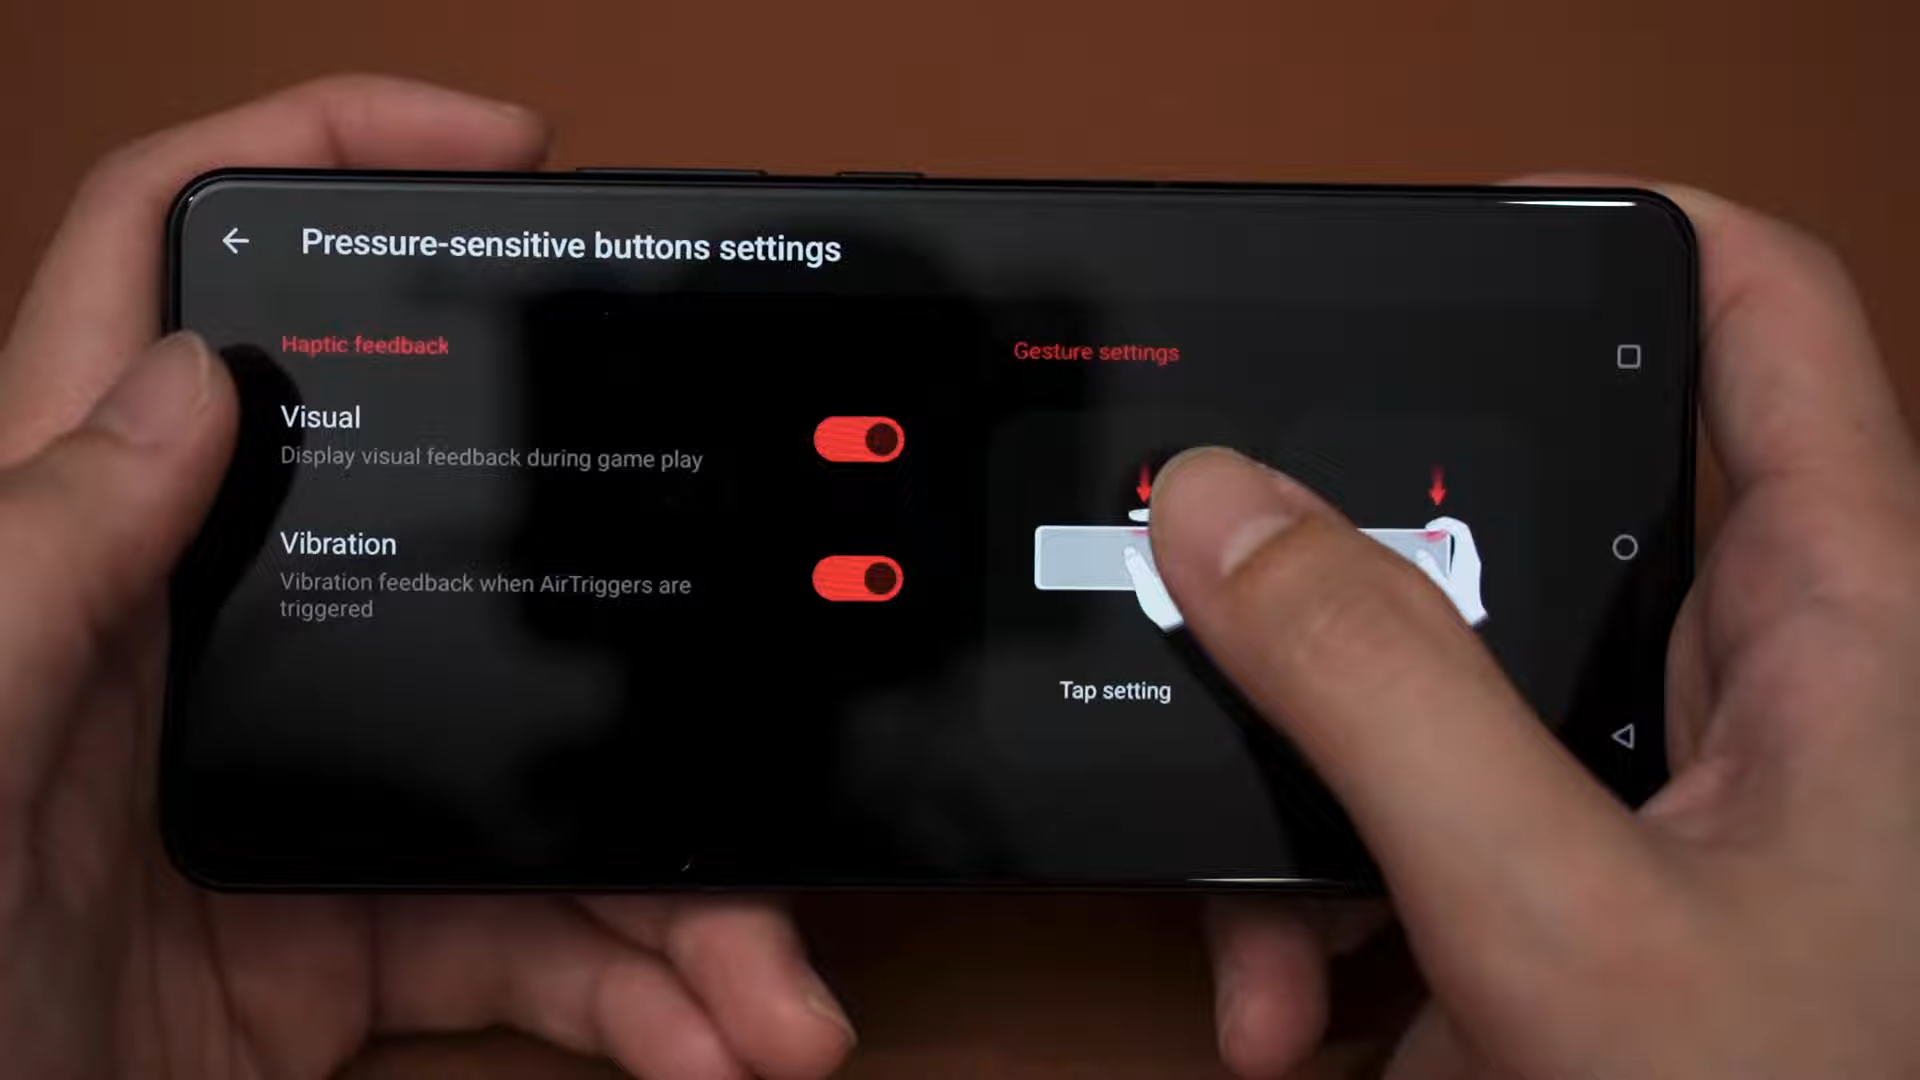 Pressure-sensitive buttons settings
Haptic feedback
Visual
Display visual feedback during game play
Vibration
Vibration feedback when AirTriggers are
triggered
Gesture settings
Tap setting